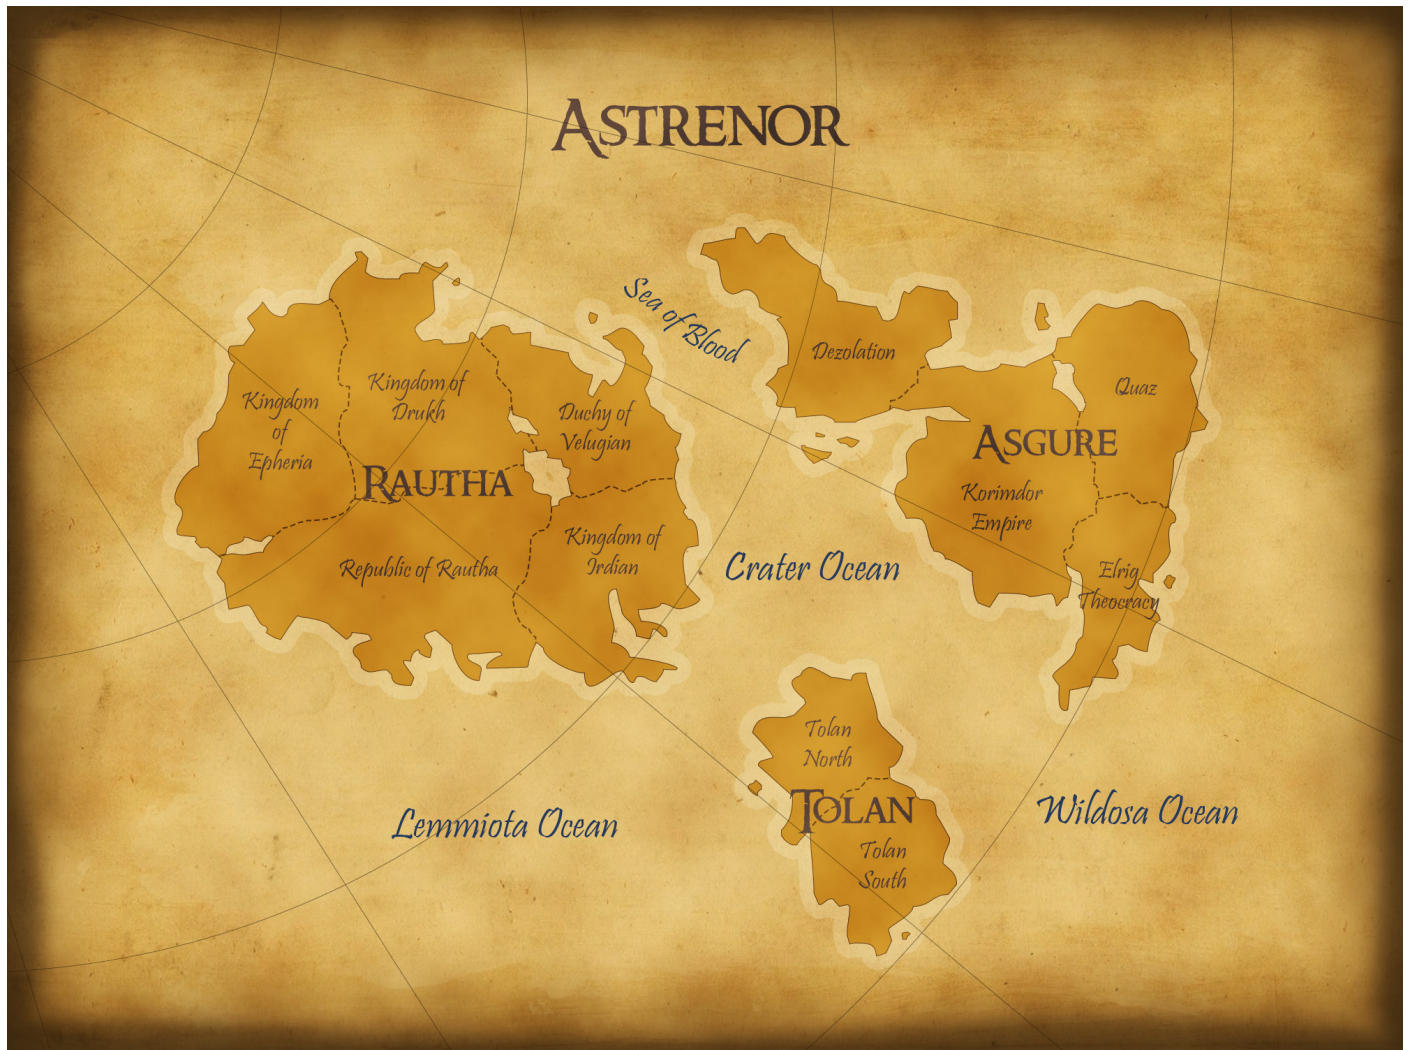 ASTRENOR
Sea of Blood
Dezolation
Kingdom of
Drukh
Quaz
Kingdom
of
Epheria
Duchy of
Velugian
ASGURE
RAUTHA
Korimdor
Empire
Kingdom of
Irdian
Republic of Rautha
Crater Ocean
Elrig
Theocracy
Tolan
North
TOLAN
Lemmiota Ocean
Wildosa Ocean
Tolan
South